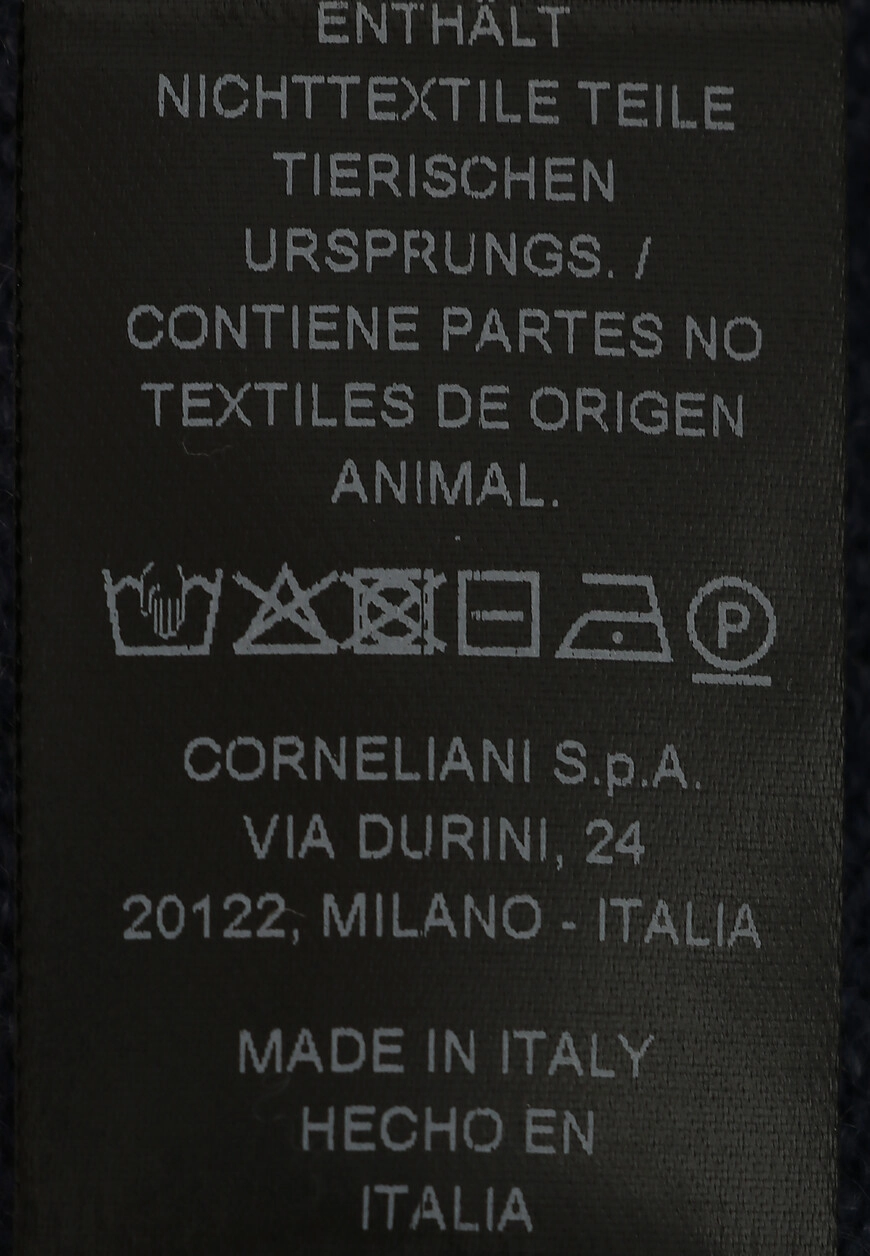 ENTHÄLT
NICHTTEXTILE TEILE
TIERISCHEN
URSPRUNGS. /
CONTIENE PARTES NO
TEXTILES DE ORIGEN
ANIMAL.
P
CORNELIANI S.p.A.
VIA DURINI, 24
20122, MILANO - ITALIA
MADE IN ITALY
HECHO EN
ITALIA